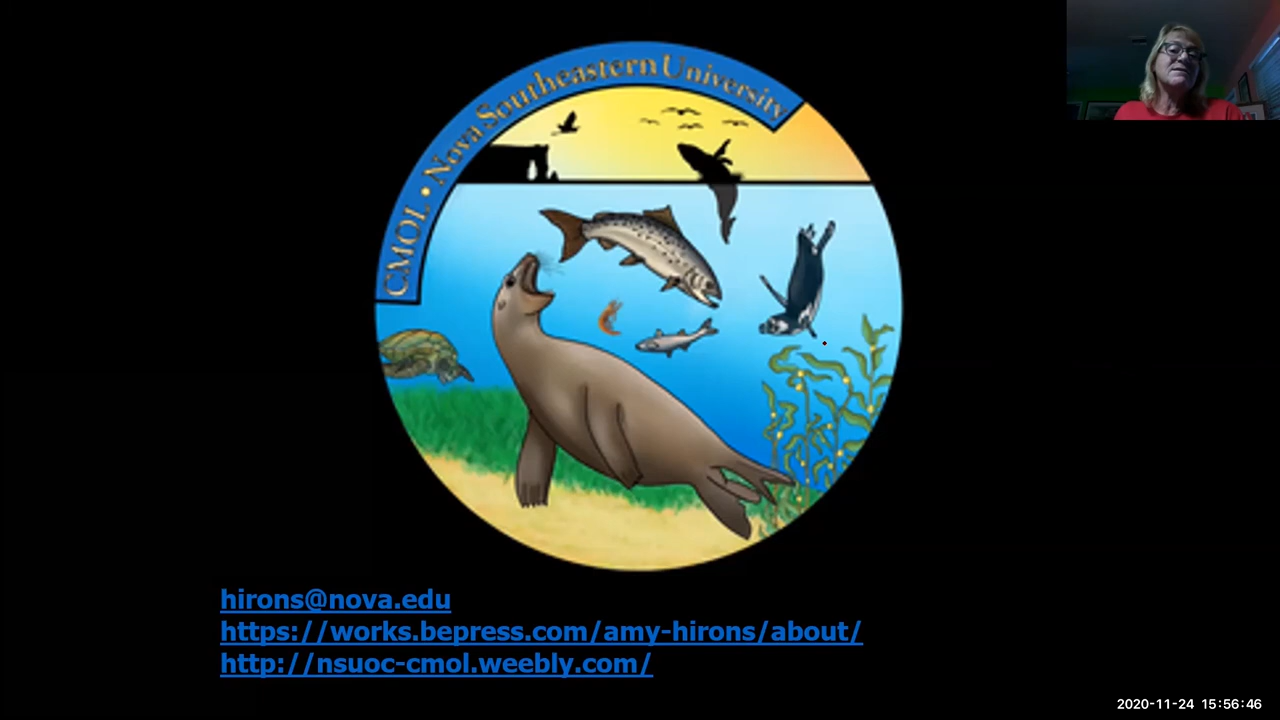 CMOL • Nova Southeastern University
hirons@nova.edu
https://works.bepress.com/amy-hirons/about/
http://nsuoc-cmol.weebly.com/
2020-11-24 15:56:46